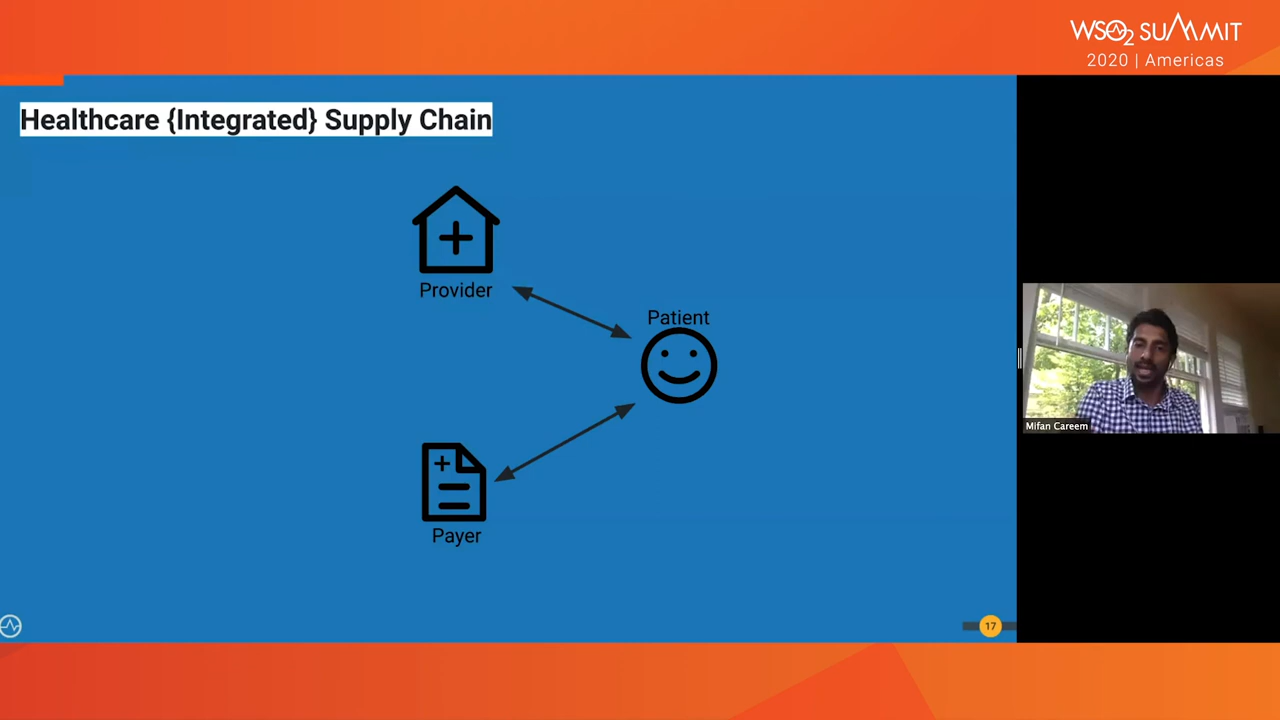 WSO2 SUMMIT
2020 | Americas
Healthcare {Integrated} Supply Chain
Provider
Patient
Payer
Mifan Careem
17